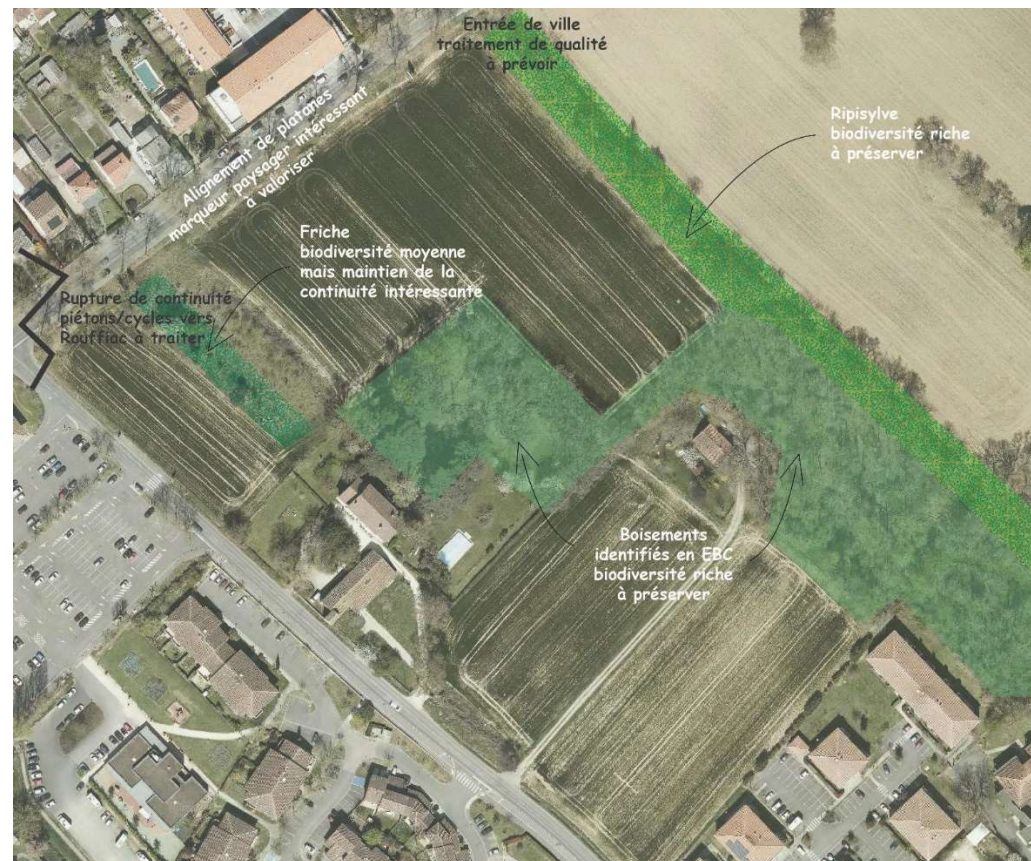 Entrée de ville
traitement de qualité
à prévoir
Ripisylve
biodiversité riche
à préserver
Alignement de platanes
marqueur paysager intéressant
à valoriser
Friche
biodiversité moyenne
mais maintien de la
continuité intéressante
Rupture de continuité
piétons/cycles vers
Rouffiac à traiter
Boisements
identifiés en EBC
biodiversité riche
à préserver